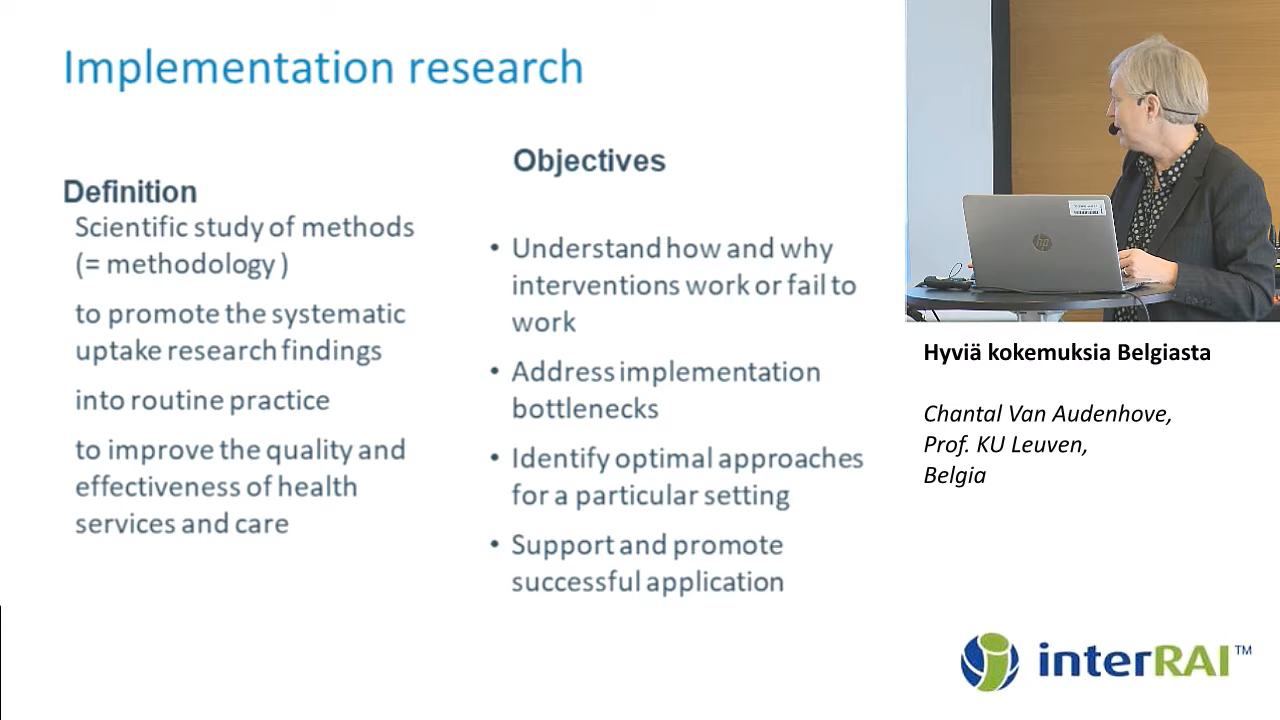 Implementation research
Definition
Scientific study of methods
(= methodology )
to promote the systematic
uptake research findings
into routine practice
to improve the quality and
effectiveness of health
services and care
Objectives
• Understand how and why
interventions work or fail to
work
• Address implementation
bottlenecks
• Identify optimal approaches
for a particular setting
• Support and promote
successful application
hp
Hyviä kokemuksia Belgiasta
Chantal Van Audenhove,
Prof. KU Leuven,
Belgia
interRAI™